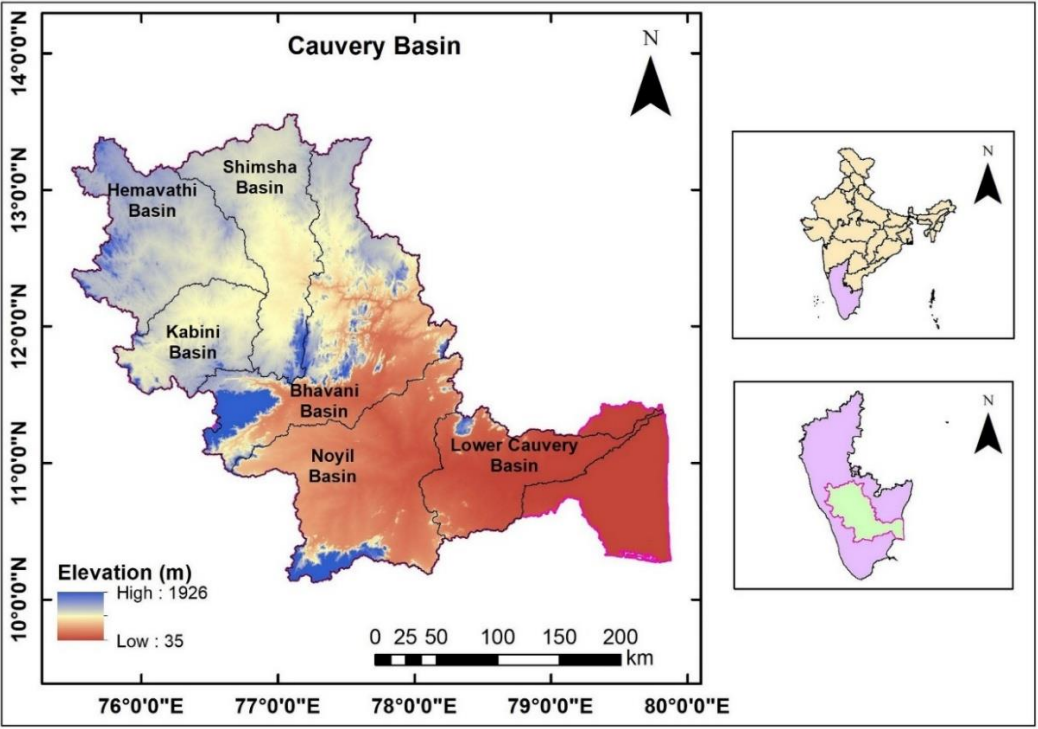 Cauvery Basin
N
14°0'0"N
13°0'0"N
12°0'0"N
11°0'0"N
10°0'0"N
Shimsha
Basin
Hemavathi
Basin
Kabini
Basin
Bhavani
Basin
Noyil
Basin
Lower Cauvery
Basin
Elevation (m)
High : 1926
Low : 35
0 25 50 100 150 200
km
76°0'0"E 77°0'0"E 78°0'0"E 79°0'0"E 80°0'0"E
N
N